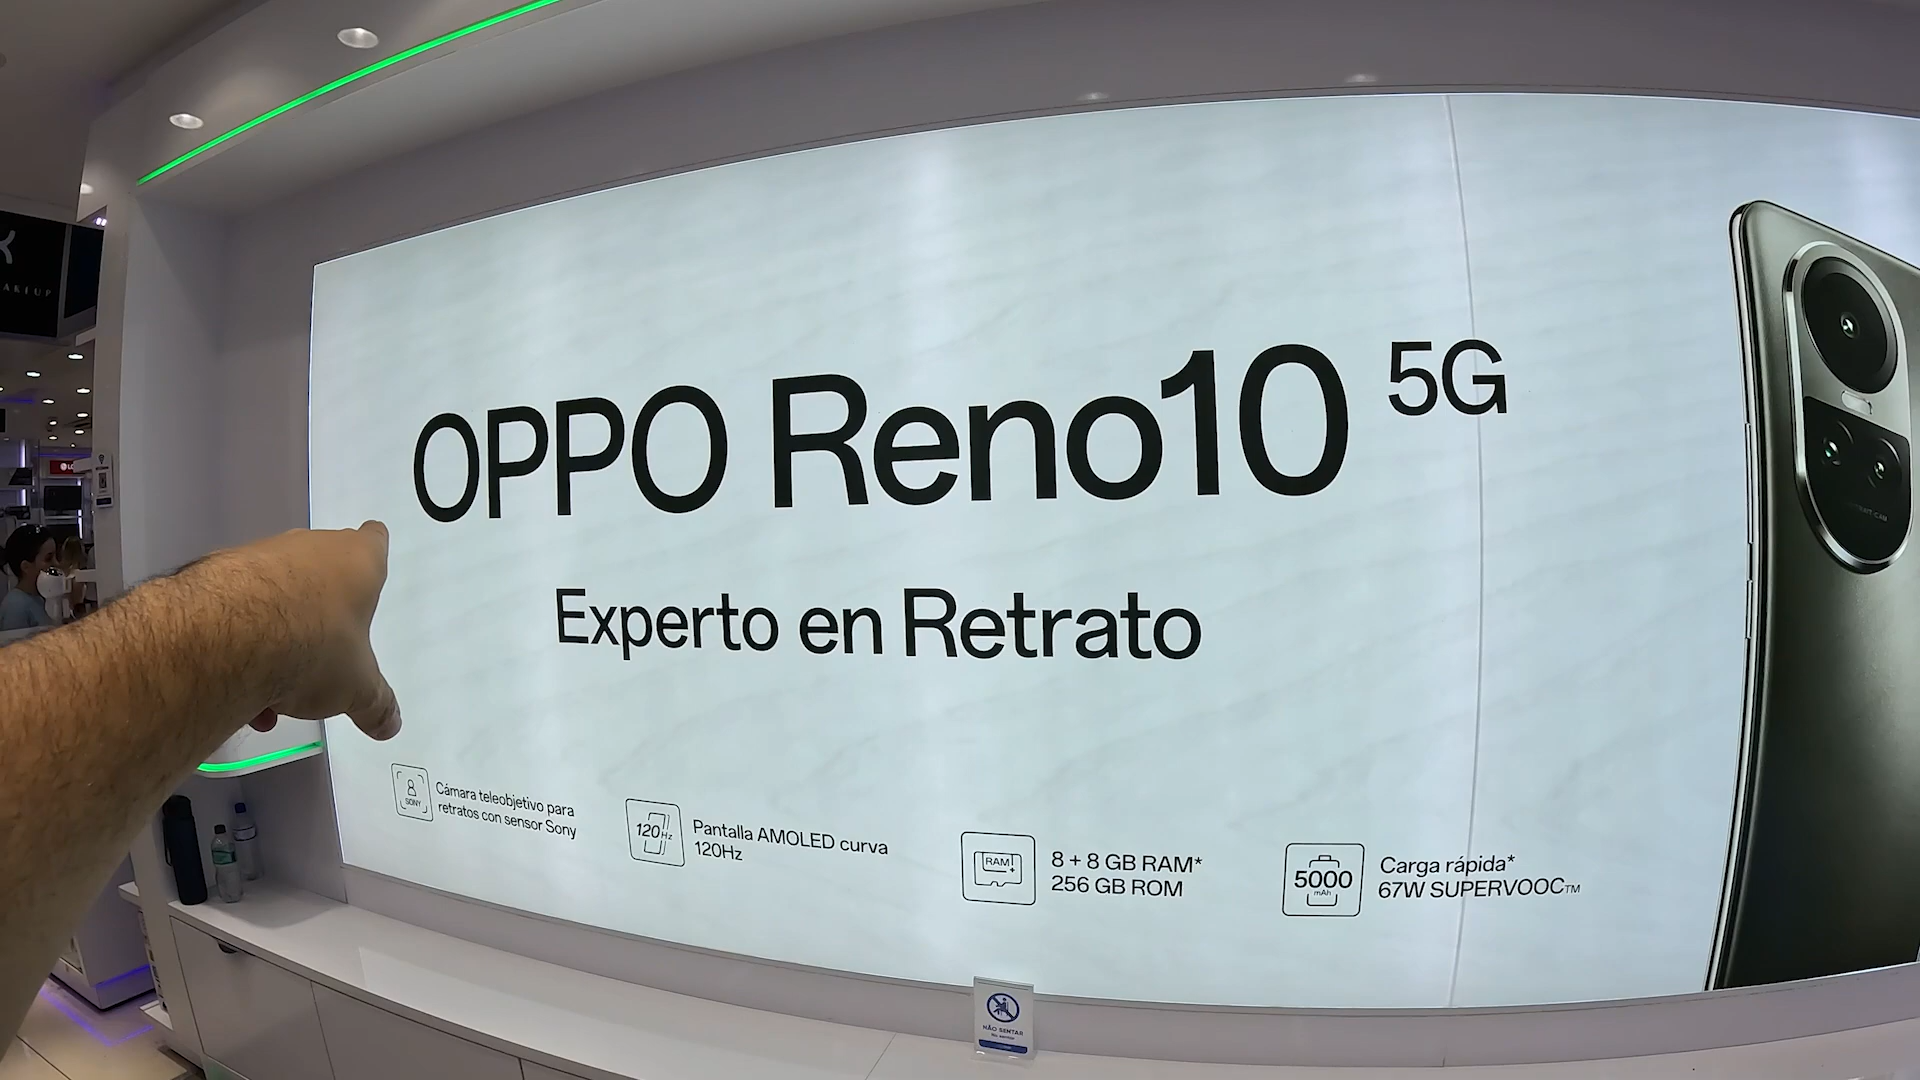 OPPO Reno10 5G
Experto en Retrato
SONY
Cámara teleobjetivo para
retratos con sensor Sony
120Hz
Pantalla AMOLED curva
120Hz
RAM
8 + 8 GB RAM*
256 GB ROM
5000
mAh
Carga rápida*
67W SUPERVOOC™
NÃO SENTAR